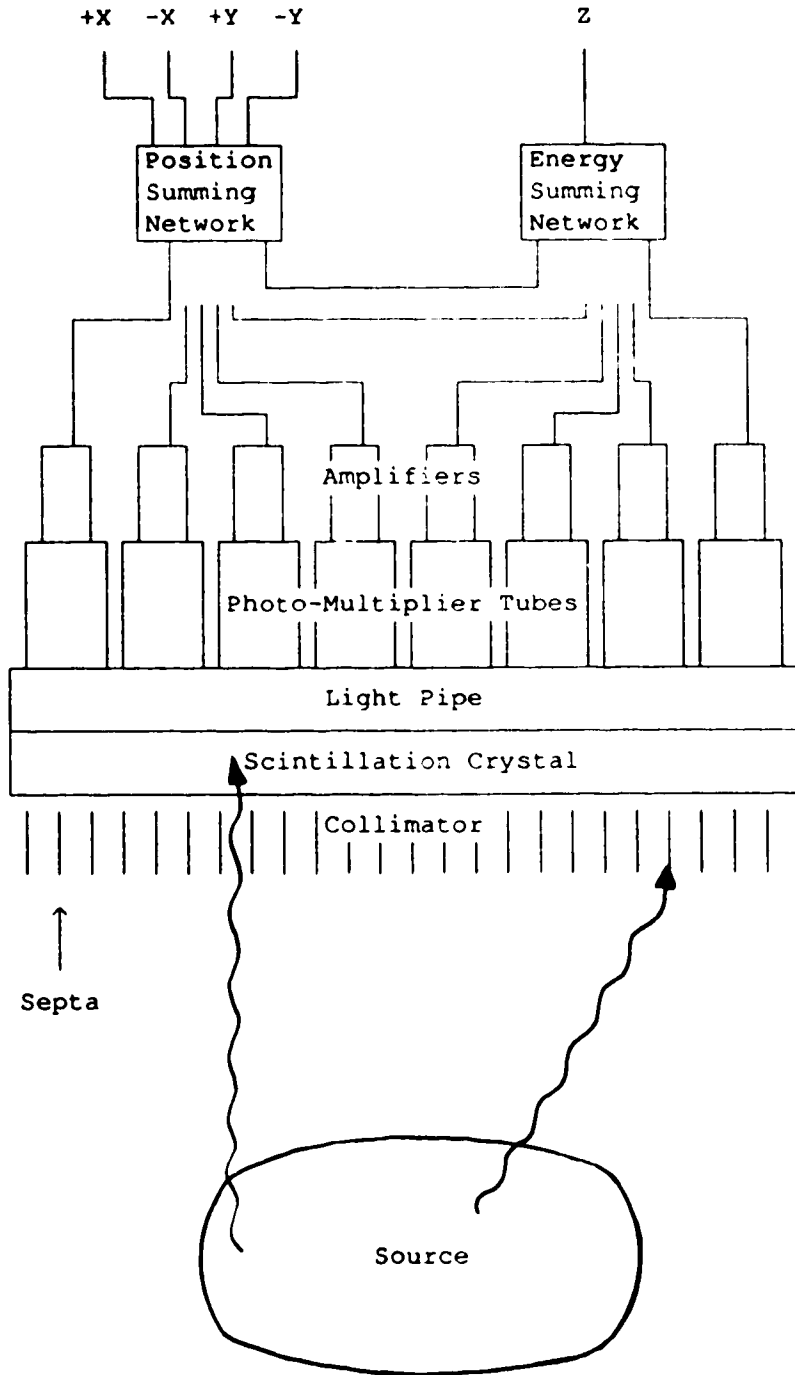 +X -X +Y -Y Z
Position
Summing
Network
Energy
Summing
Network
Amplifiers
Photo-Multiplier Tubes
Light Pipe
Scintillation Crystal
Collimator
Septa
Source